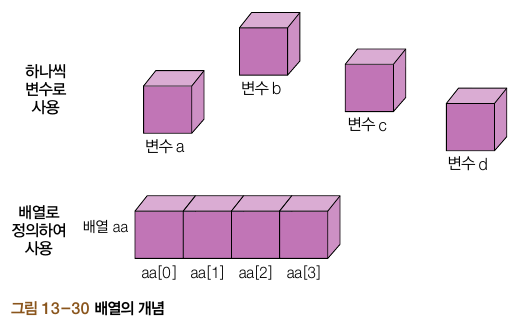 하나씩
변수로
사용
변수 a
변수 b
변수 c
변수 d
배열로
정의하여
사용
배열 aa
aa[0] aa[1] aa[2] aa[3]
그림 13-30 배열의 개념